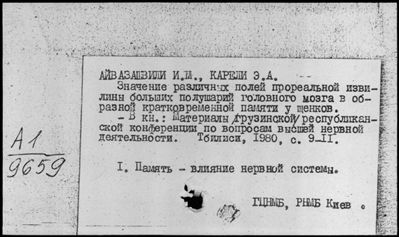 АЙВАЗАШВИЛИ И.М., КАРЕЛИ Э.А.
Значение различных полей прореальной изви-
лины больших полушарий головного мозга в об-
разной кратковременной памяти у щенков.
- В кн.: Материалы /грузинской/ республикан-
ской конференции по вопросам высшей нервной
деятельности. Тбилиси, 1980, с. 9-11.
А1
9659
I. Память - влияние нервной системы.
ГЦНМБ, РНМБ Киев